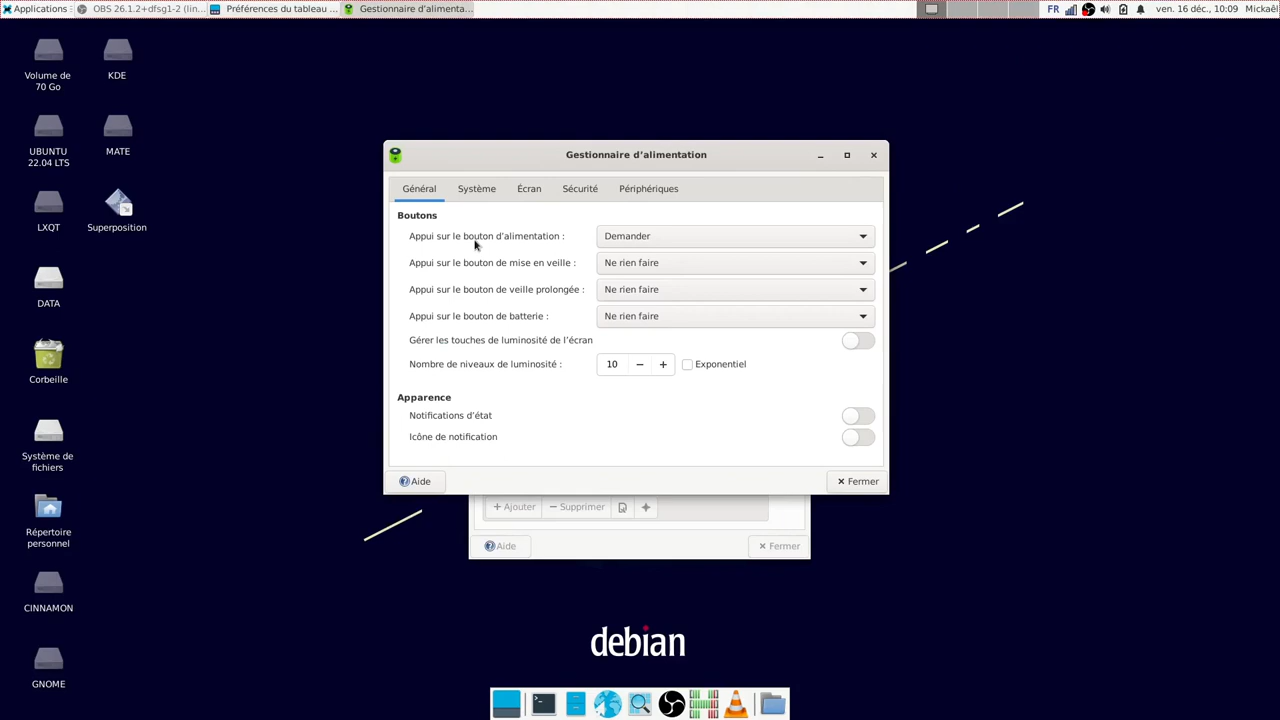 Applications
OBS 26.1.2+dfsg1-2 (lin...
Préférences du tableau ...
Gestionnaire d'alimenta...
FR
ven. 16 déc., 10:09
Mickaël
Volume de
70 Go
KDE
UBUNTU
22.04 LTS
MATE
LXQT
Superposition
DATA
Corbeille
Système de
fichiers
Répertoire
personnel
CINNAMON
GNOME
Gestionnaire d'alimentation
Général
Système
Écran
Sécurité
Périphériques
Boutons
Appui sur le bouton d'alimentation :
Demander
Appui sur le bouton de mise en veille :
Ne rien faire
Appui sur le bouton de veille prolongée :
Ne rien faire
Appui sur le bouton de batterie :
Ne rien faire
Gérer les touches de luminosité de l'écran
Nombre de niveaux de luminosité :
10
Exponentiel
Apparence
Notifications d'état
Icône de notification
Aide
Fermer
Ajouter
Supprimer
Aide
Fermer
debian